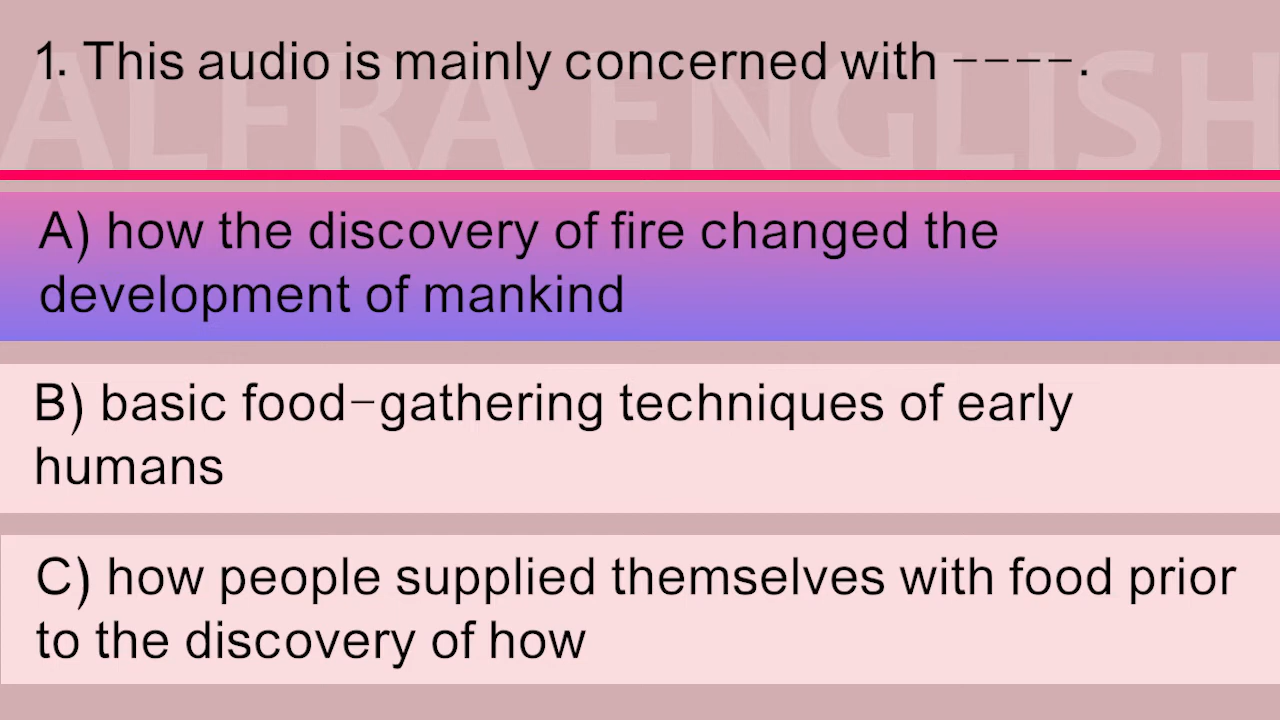 1. This audio is mainly concerned with ----.
ALFRA ENGLISH
A) how the discovery of fire changed the
development of mankind
B) basic food-gathering techniques of early
humans
C) how people supplied themselves with food prior
to the discovery of how